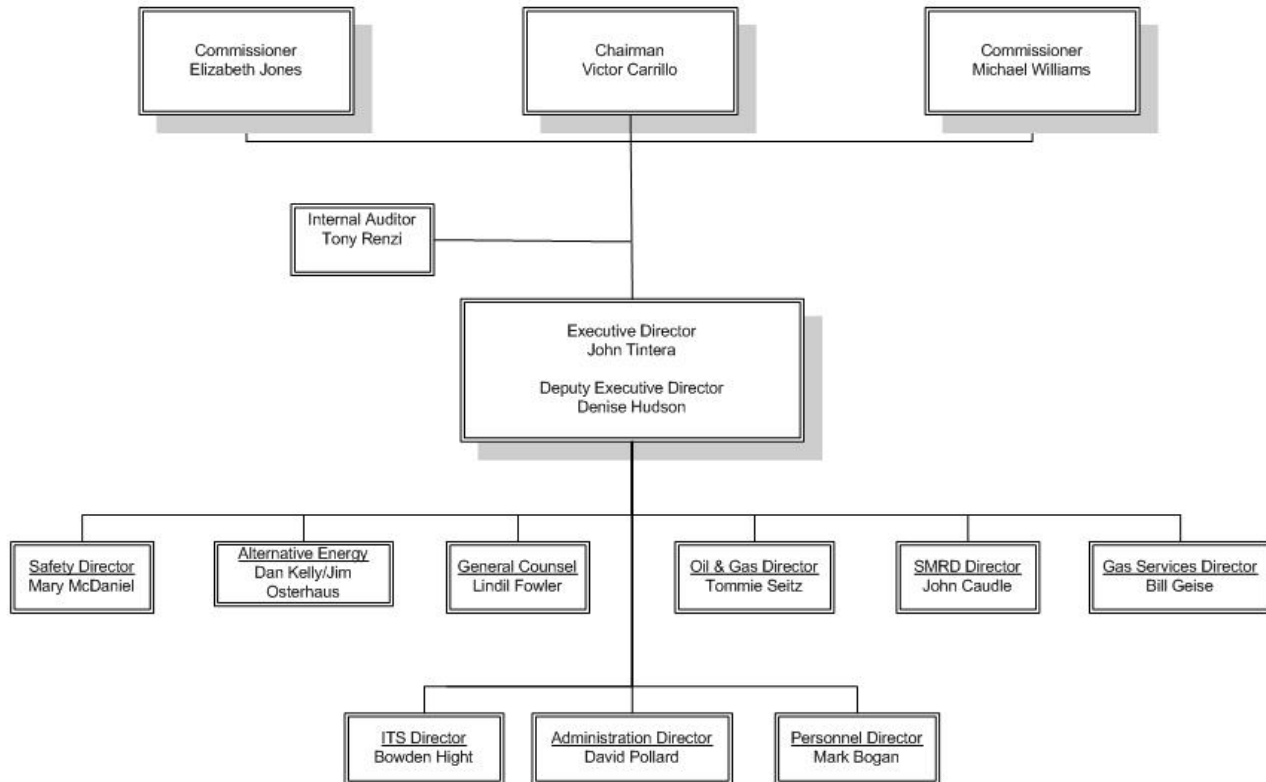 Commissioner
Elizabeth Jones
Chairman
Victor Carrillo
Commissioner
Michael Williams
Internal Auditor
Tony Renzi
Executive Director
John Tintera
Deputy Executive Director
Denise Hudson
Safety Director
Mary McDaniel
Alternative Energy
Dan Kelly/Jim
Osterhaus
General Counsel
Lindil Fowler
Oil & Gas Director
Tommie Seitz
SMRD Director
John Caudle
Gas Services Director
Bill Geise
ITS Director
Bowden Hight
Administration Director
David Pollard
Personnel Director
Mark Bogan